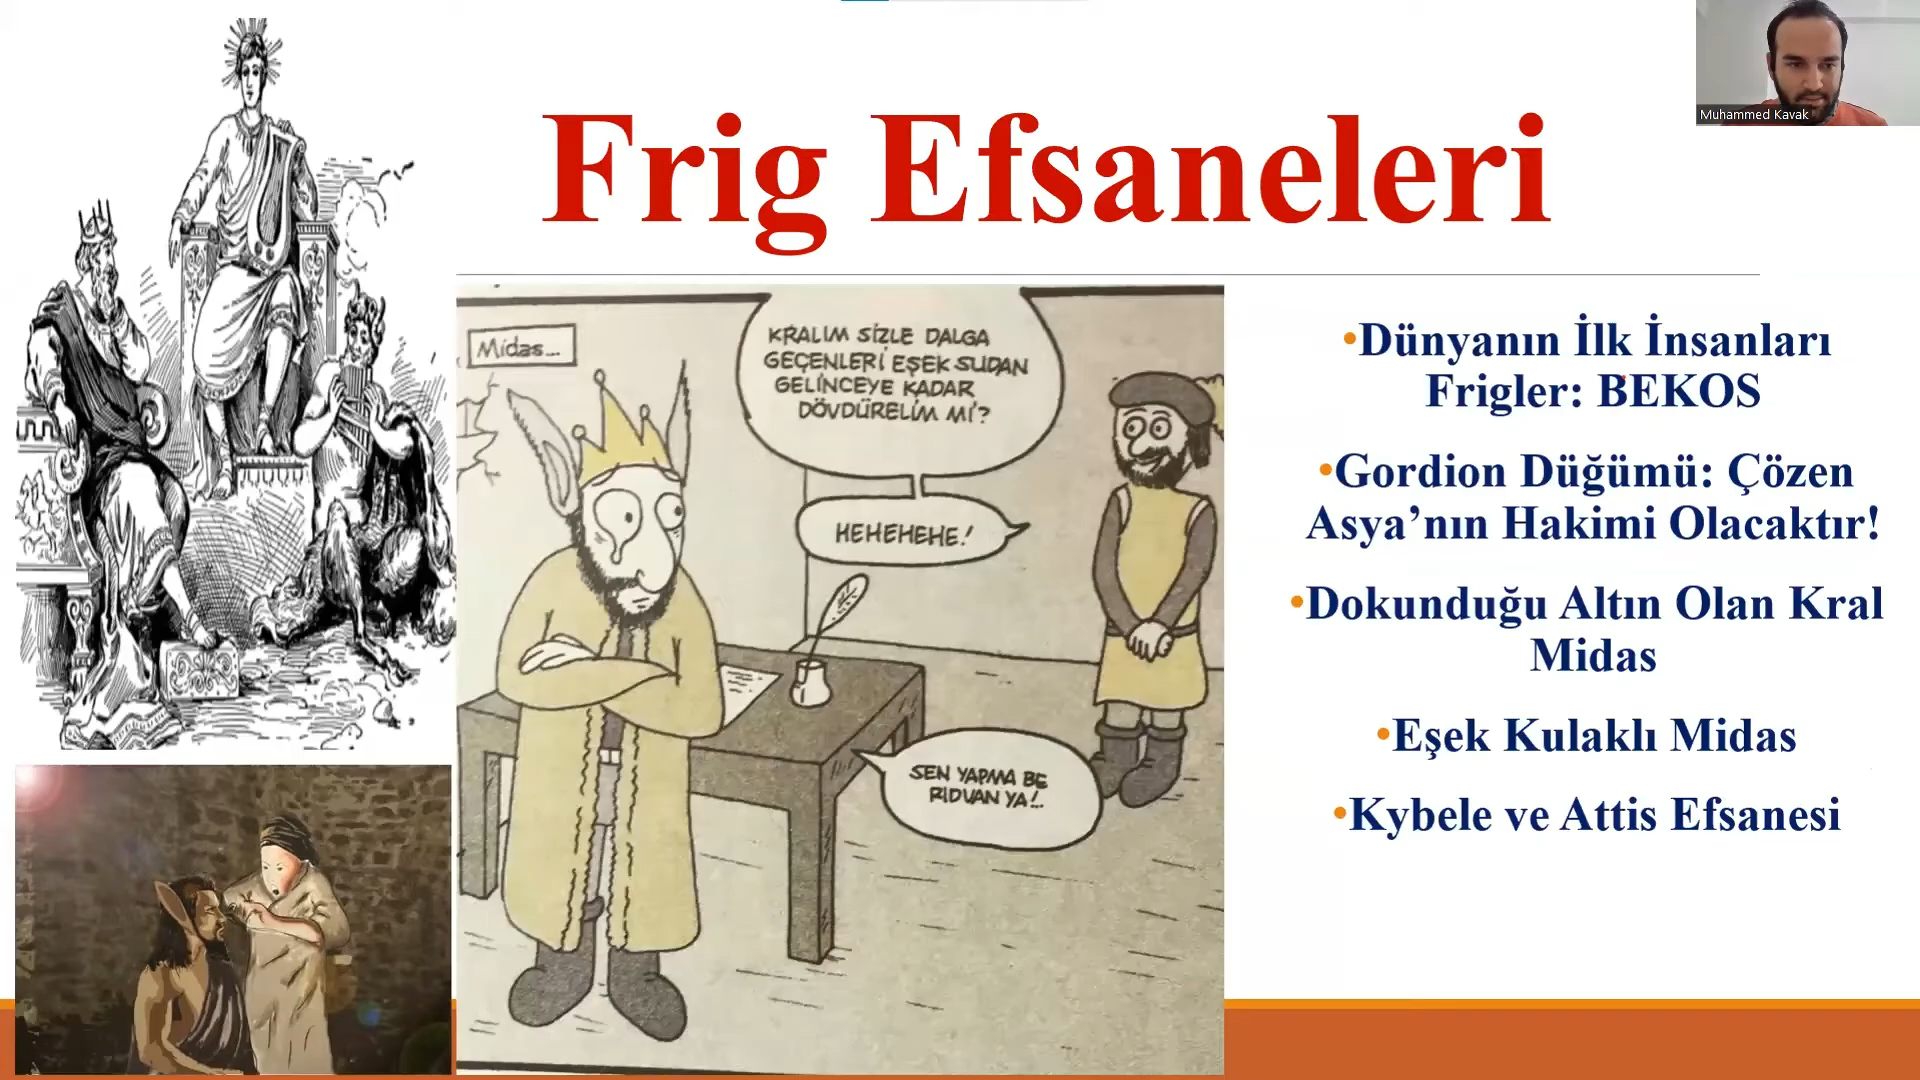 Muhammed Kavak
Frig Efsaneleri
Midas...
KRALIM SİZLE DALGA
GEÇENLERİ EŞEK SUDAN
GELİNCEYE KADAR
DÖVDÜRELİM Mİ?
HEHEHEHE!
SEN YAPMA BE
RIDVAN YA!..
•Dünyanın İlk İnsanları
Frigler: BEKOS
•Gordion Düğümü: Çözen
Asya’nın Hakimi Olacaktır!
•Dokunduğu Altın Olan Kral
Midas
•Eşek Kulaklı Midas
•Kybele ve Attis Efsanesi